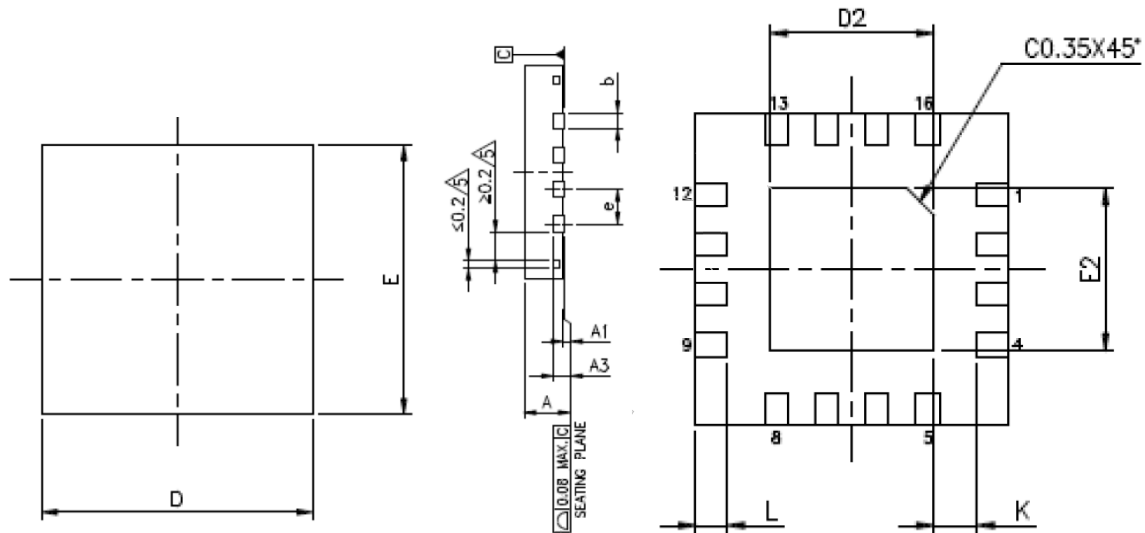 D
E
C
b
≤0.2 5
≥0.2 5
e
A1
A3
A
0.08 MAX. C
SEATING PLANE
D2
C0.35X45°
13
16
12
1
E2
9
4
8
5
L
K